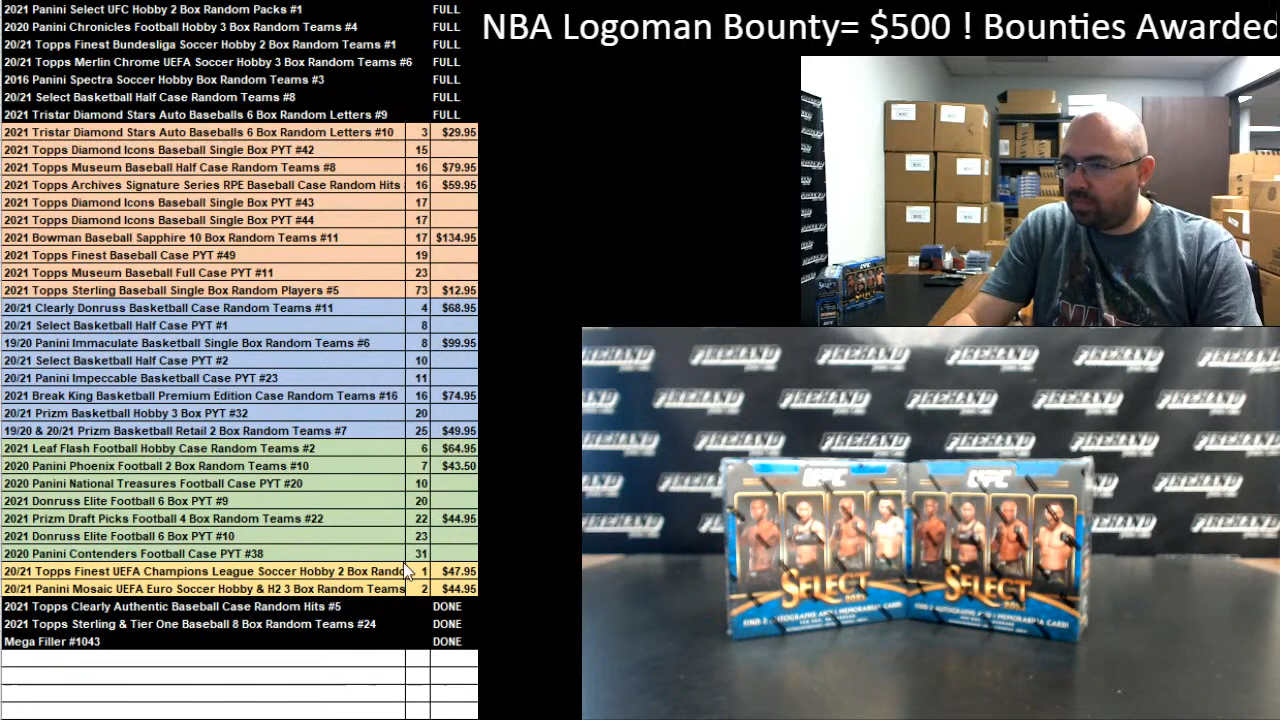 2021 Panini Select UFC Hobby 2 Box Random Packs #1 FULL
2020 Panini Chronicles Football Hobby 3 Box Random Teams #4 FULL
20/21 Topps Finest Bundesliga Soccer Hobby 2 Box Random Teams #1 FULL
20/21 Topps Merlin Chrome UEFA Soccer Hobby 3 Box Random Teams #6 FULL
2016 Panini Spectra Soccer Hobby Box Random Teams #3 FULL
20/21 Select Basketball Half Case Random Teams #8 FULL
2021 Tristar Diamond Stars Auto Baseballs 6 Box Random Letters #9 FULL
2021 Tristar Diamond Stars Auto Baseballs 6 Box Random Letters #10 3 $29.95
2021 Topps Diamond Icons Baseball Single Box PYT #42 15
2021 Topps Museum Baseball Half Case Random Teams #8 16 $79.95
2021 Topps Archives Signature Series RPE Baseball Case Random Hits 16 $59.95
2021 Topps Diamond Icons Baseball Single Box PYT #43 17
2021 Topps Diamond Icons Baseball Single Box PYT #44 17
2021 Bowman Baseball Sapphire 10 Box Random Teams #11 17 $134.95
2021 Topps Finest Baseball Case PYT #49 19
2021 Topps Museum Baseball Full Case PYT #11 23
2021 Topps Sterling Baseball Single Box Random Players #5 73 $12.95
20/21 Clearly Donruss Basketball Case Random Teams #11 4 $68.95
20/21 Select Basketball Half Case PYT #1 8
19/20 Panini Immaculate Basketball Single Box Random Teams #6 8 $99.95
20/21 Select Basketball Half Case PYT #2 10
20/21 Panini Impeccable Basketball Case PYT #23 11
2021 Break King Basketball Premium Edition Case Random Teams #16 16 $74.95
20/21 Prizm Basketball Hobby 3 Box PYT #32 20
19/20 & 20/21 Prizm Basketball Retail 2 Box Random Teams #7 25 $49.95
2021 Leaf Flash Football Hobby Case Random Teams #2 6 $64.95
2020 Panini Phoenix Football 2 Box Random Teams #10 7 $43.50
2020 Panini National Treasures Football Case PYT #20 10
2021 Donruss Elite Football 6 Box PYT #9 20
2021 Prizm Draft Picks Football 4 Box Random Teams #22 22 $44.95
2021 Donruss Elite Football 6 Box PYT #10 23
2020 Panini Contenders Football Case PYT #38 31
20/21 Topps Finest UEFA Champions League Soccer Hobby 2 Box Rando 1 $47.95
20/21 Panini Mosaic UEFA Euro Soccer Hobby & H2 3 Box Random Teams 2 $44.95
2021 Topps Clearly Authentic Baseball Case Random Hits #5 DONE
2021 Topps Sterling & Tier One Baseball 8 Box Random Teams #24 DONE
Mega Filler #1043 DONE
NBA Logoman Bounty= $500 ! Bounties Awarded
FIREHAND FIREHAND FIREHAND FIREHAND FIREHAND
UFC UFC
SELECT SELECT
2021 2021